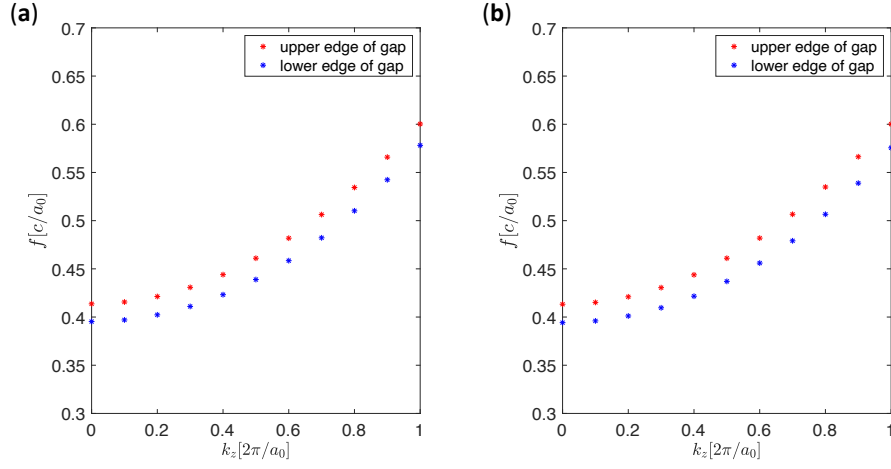 (a)
0.7
0.65
0.6
0.55
0.5
0.45
0.4
0.35
0.3
f[c/a₀]
upper edge of gap
lower edge of gap
0 0.2 0.4 0.6 0.8 1
k_z[2π/a₀]
(b)
0.7
0.65
0.6
0.55
0.5
0.45
0.4
0.35
0.3
f[c/a₀]
upper edge of gap
lower edge of gap
0 0.2 0.4 0.6 0.8 1
k_z[2π/a₀]